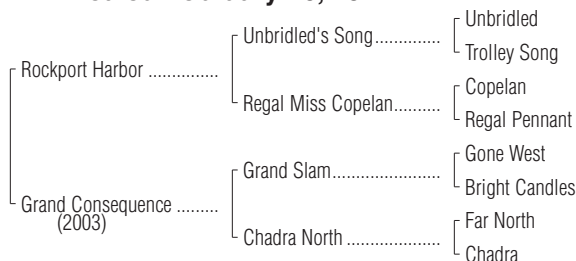 Unbridled
Unbridled's Song..............
Trolley Song
Rockport Harbor ...............
Copelan
Regal Miss Copelan..........
Regal Pennant
Gone West
Grand Slam.......................
Bright Candles
Grand Consequence .........
(2003)
Far North
Chadra North ....................
Chadra